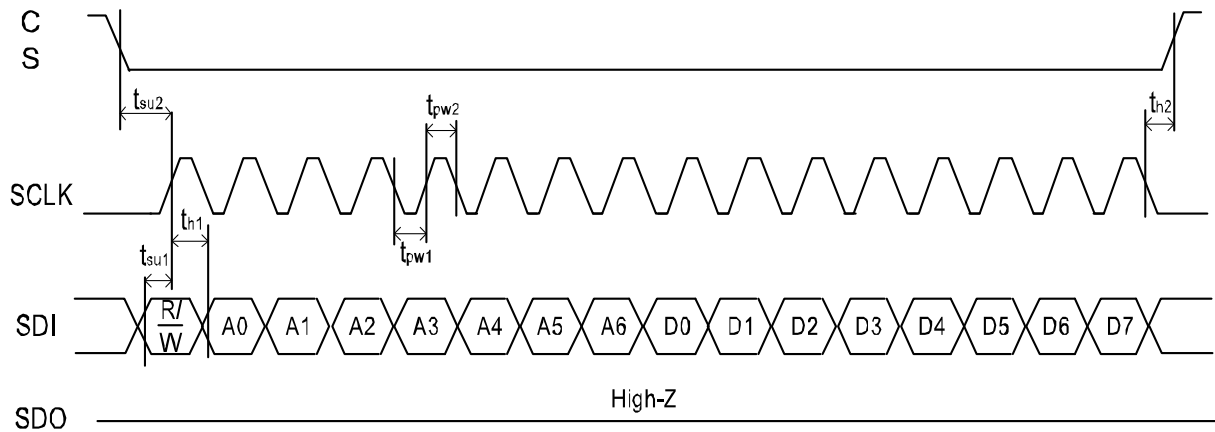 C
S
tsu2
tpw2
th2
SCLK
th1
tpw1
tsu1
SDI
R/
W
A0 A1 A2 A3 A4 A5 A6 D0 D1 D2 D3 D4 D5 D6 D7
High-Z
SDO